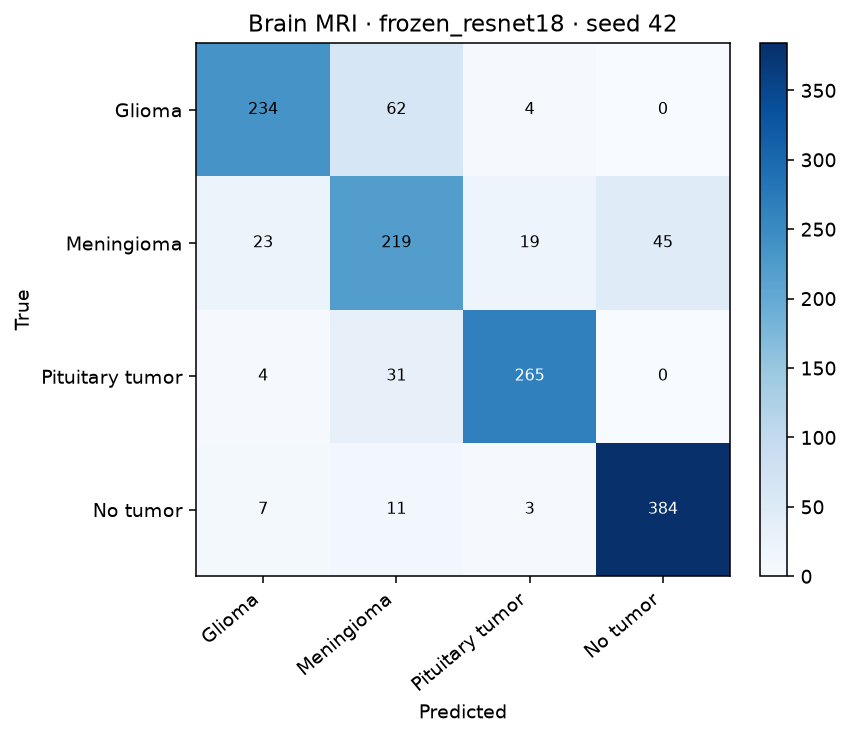 Brain MRI · frozen_resnet18 · seed 42
True
Glioma 234 62 4 0
Meningioma 23 219 19 45
Pituitary tumor 4 31 265 0
No tumor 7 11 3 384
Glioma Meningioma Pituitary tumor No tumor
Predicted
350
300
250
200
150
100
50
0